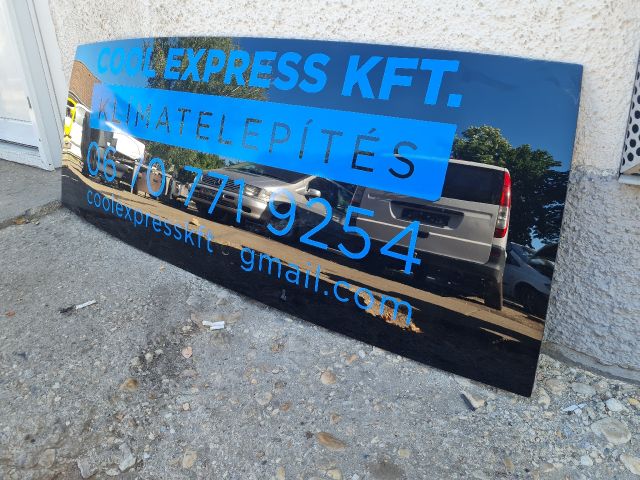 COOL EXPRESS KFT.
KLIMATELEPÍTÉS
06 70 771 9254
coolexpresskft gmail.com